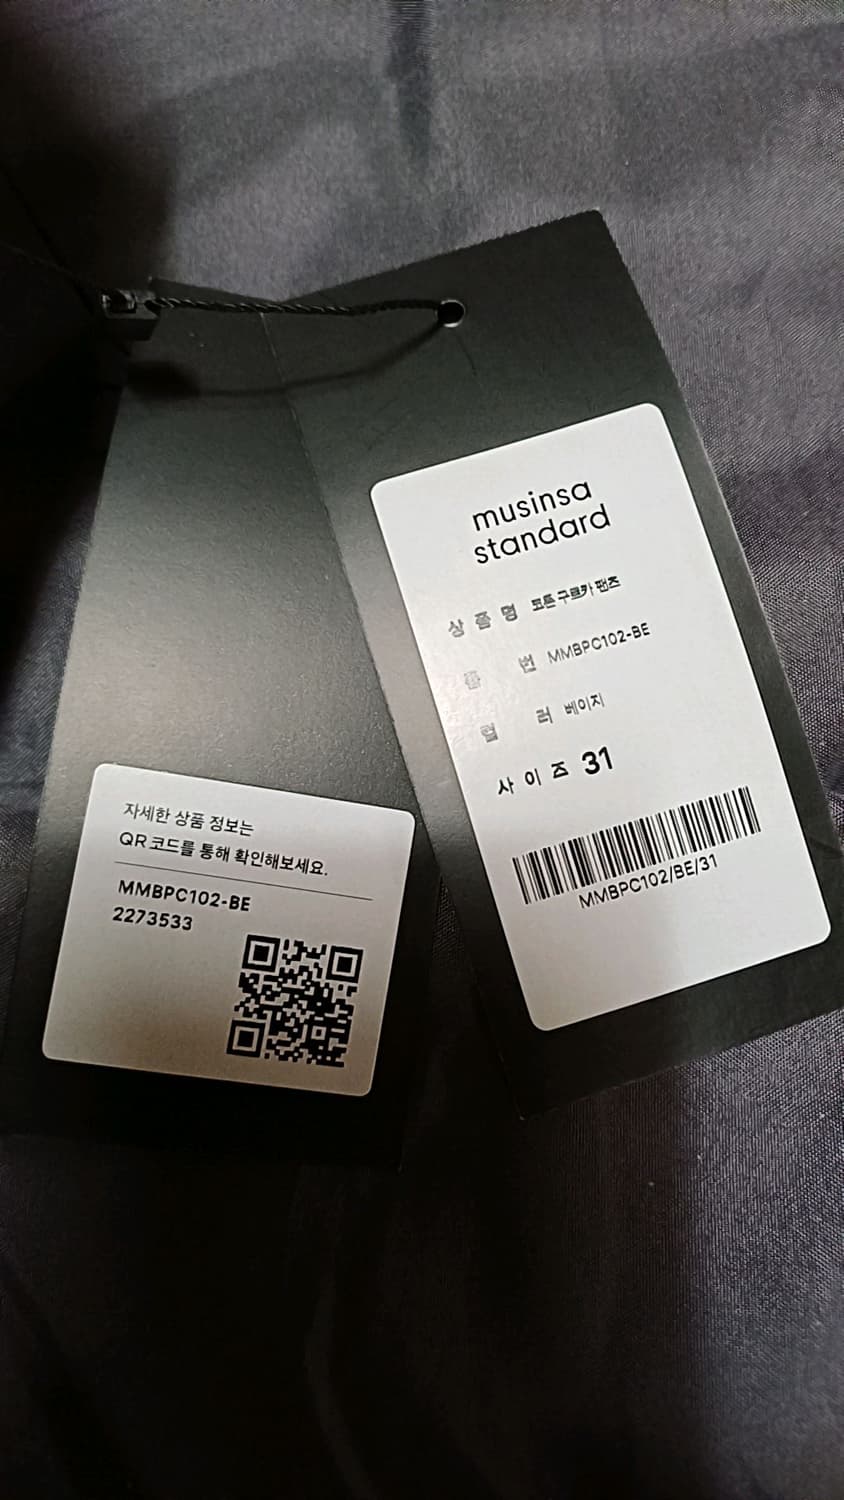 musinsa
standard
상품명 코튼 구르카 팬츠
품번 MMBPC102-BE
컬러 베이지
사이즈 31
MMBPC102/BE/31
자세한 상품 정보는
QR 코드를 통해 확인해보세요.
MMBPC102-BE
2273533